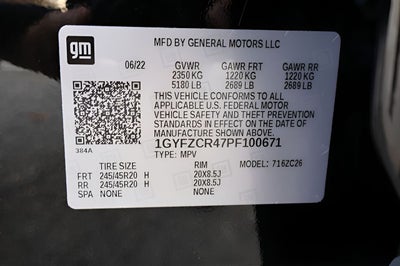 gm
MFD BY GENERAL MOTORS LLC
06/22 GVWR GAWR FRT GAWR RR
2350 KG 1220 KG 1220 KG
5180 LB 2689 LB 2689 LB
THIS VEHICLE CONFORMS TO ALL
APPLICABLE U.S. FEDERAL MOTOR
VEHICLE SAFETY AND THEFT PREVENTION
STANDARDS IN EFFECT ON THE DATE OF
MANUFACTURE SHOWN ABOVE.
384A 1GYFZCR47PF100671
TYPE: MPV MODEL: 716ZC26
TIRE SIZE RIM
FRT 245/45R20 H 20X8.5J
RR 245/45R20 H 20X8.5J
SPA NONE NONE